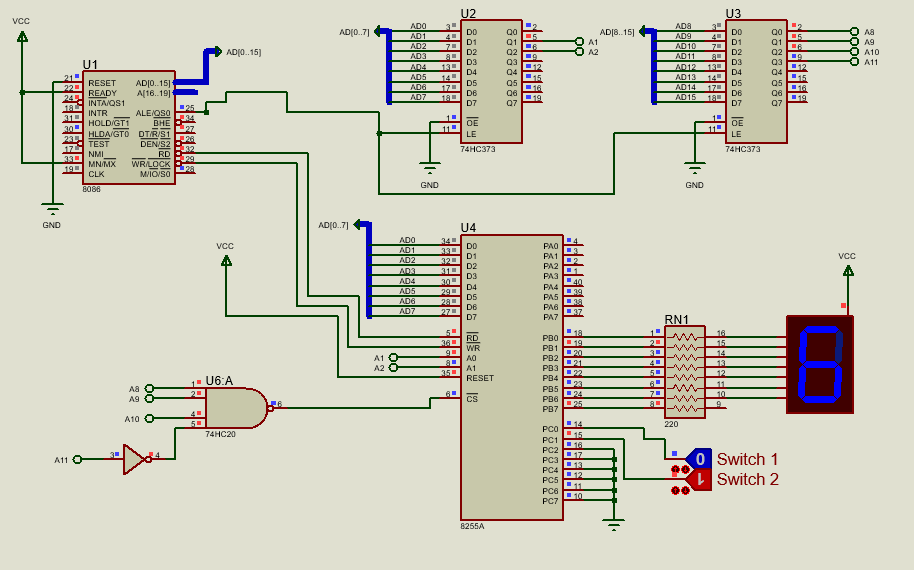 VCC
U1
21 RESET AD[0..15]
22 READY A[16..19]
24 INTA/QS1
18 INTR ALE/QS0 25
31 HOLD/GT1 BHE 34
30 HLDA/GT0 DT/R/S1 27
23 TEST DEN/S2 26
17 NMI RD 32
33 MN/MX WR/LOCK 29
19 CLK M/IO/S0 28
8086
GND
AD[0..15]
U2
AD[0..7]
AD0 3 D0 Q0 2
AD1 4 D1 Q1 5 A1
AD2 7 D2 Q2 6 A2
AD3 8 D3 Q3 9
AD4 13 D4 Q4 12
AD5 14 D5 Q5 15
AD6 17 D6 Q6 16
AD7 18 D7 Q7 19
1 OE
11 LE
74HC373
GND
U3
AD[8..15]
AD8 3 D0 Q0 2 A8
AD9 4 D1 Q1 5 A9
AD10 7 D2 Q2 6 A10
AD11 8 D3 Q3 9 A11
AD12 13 D4 Q4 12
AD13 14 D5 Q5 15
AD14 17 D6 Q6 16
AD15 18 D7 Q7 19
1 OE
11 LE
74HC373
GND
AD[0..7]
U4
AD0 34 D0 PA0 4
AD1 33 D1 PA1 3
AD2 32 D2 PA2 2
AD3 31 D3 PA3 1
AD4 30 D4 PA4 40
AD5 29 D5 PA5 39
AD6 28 D6 PA6 38
AD7 27 D7 PA7 37
5 RD PB0 18
36 WR PB1 19
A1 9 A0 PB2 20
A2 8 A1 PB3 21
35 RESET PB4 22
PB5 23
6 CS PB6 24
PB7 25
PC0 14
PC1 15
PC2 16
PC3 17
PC4 13
PC5 12
PC6 11
PC7 10
8255A
VCC
RN1
1 16
2 15
3 14
4 13
5 12
6 11
7 10
8 9
220
VCC
U6:A
A8 1
A9 2
A10 4
5
6
74HC20
A11 3 4
0 Switch 1
1 Switch 2